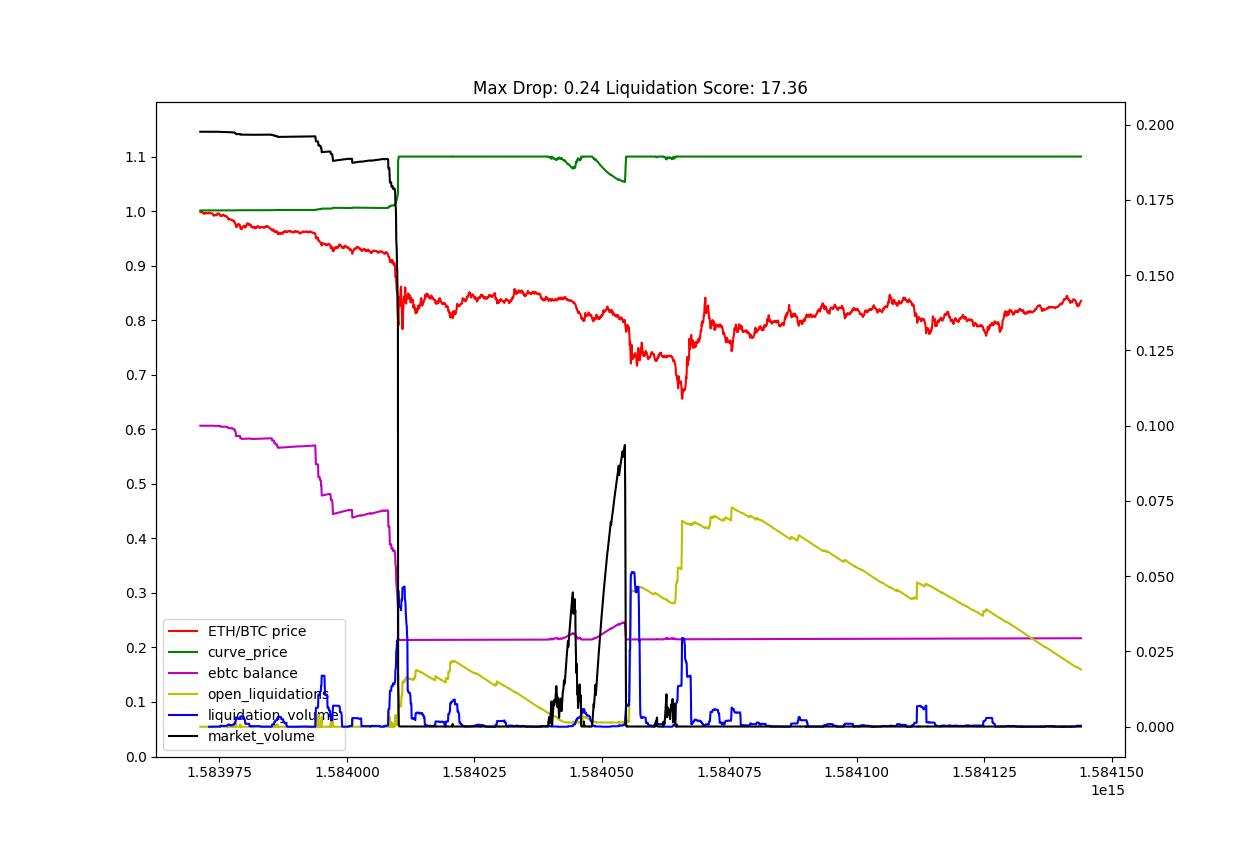 Max Drop: 0.24 Liquidation Score: 17.36
1.1
1.0
0.9
0.8
0.7
0.6
0.5
0.4
0.3
0.2
0.1
0.0
0.200
0.175
0.150
0.125
0.100
0.075
0.050
0.025
0.000
ETH/BTC price
curve_price
ebtc balance
open_liquidations
liquidation_volume
market_volume
1.583975 1.584000 1.584025 1.584050 1.584075 1.584100 1.584125 1.584150
1e15